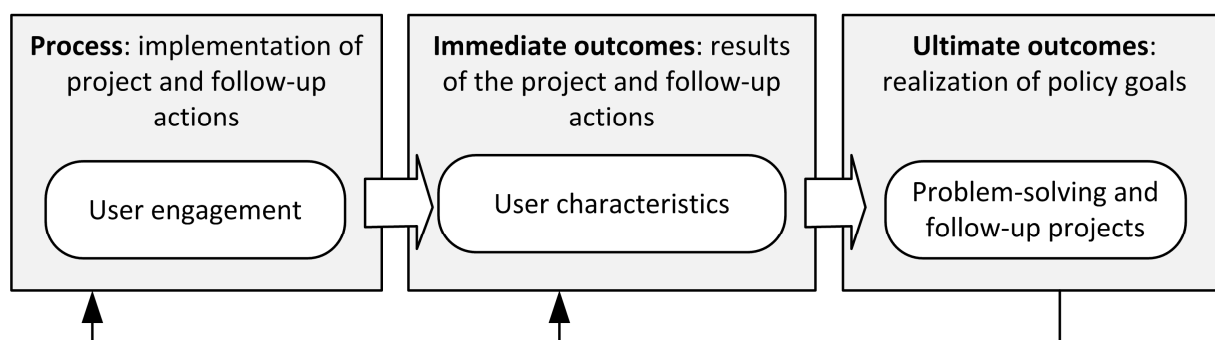 Process: implementation of
project and follow-up
actions
User engagement
Immediate outcomes: results
of the project and follow-up
actions
User characteristics
Ultimate outcomes:
realization of policy goals
Problem-solving and
follow-up projects